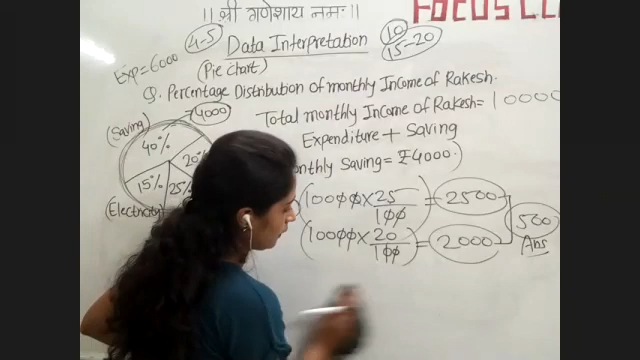 || श्री गणेशाय नमः ||
FOCUS CL
4-5
Data Interpretation
10
15-20
Exp=6000
(Pie chart)
Q. Percentage Distribution of monthly Income of Rakesh.
4000
Total monthly Income of Rakesh= 10000
(Saving)
Expenditure + Saving
40%
20%
onthly Saving = ₹4000
15%
25%
(10000 × 25/100) = 2500
(Electricity)
500
(10000 × 20/100) = 2000
Ans